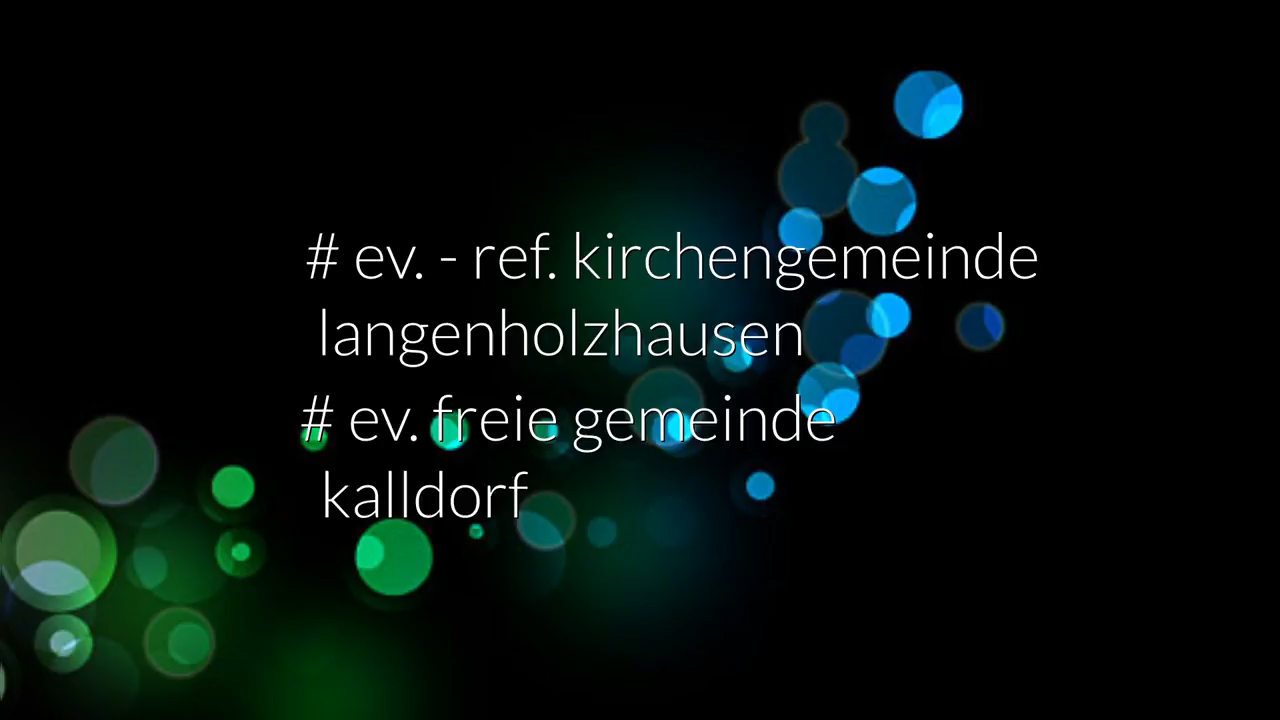 # ev. - ref. kirchengemeinde
langenholzhausen
# ev. freie gemeinde
kalldorf